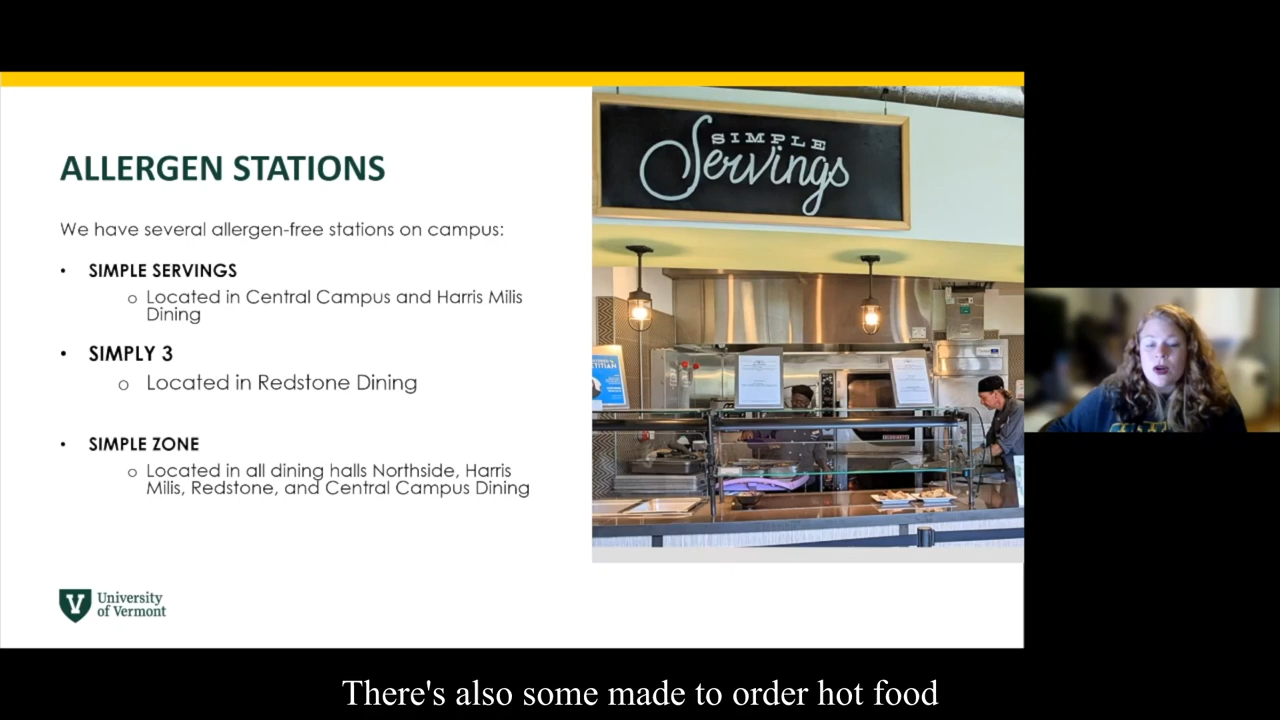 ALLERGEN STATIONS
We have several allergen-free stations on campus:
• SIMPLE SERVINGS
o Located in Central Campus and Harris Milis
Dining
• SIMPLY 3
o Located in Redstone Dining
• SIMPLE ZONE
o Located in all dining halls Northside, Harris
Milis, Redstone, and Central Campus Dining
University
of Vermont
SIMPLE
Servings
There's also some made to order hot food